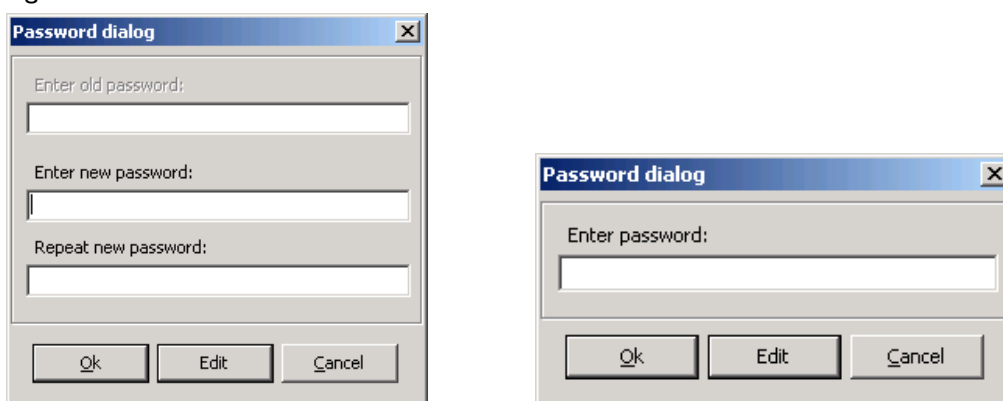 Password dialog
Enter old password:
Enter new password:
Repeat new password:
Ok Edit Cancel
Password dialog
Enter password:
Ok Edit Cancel